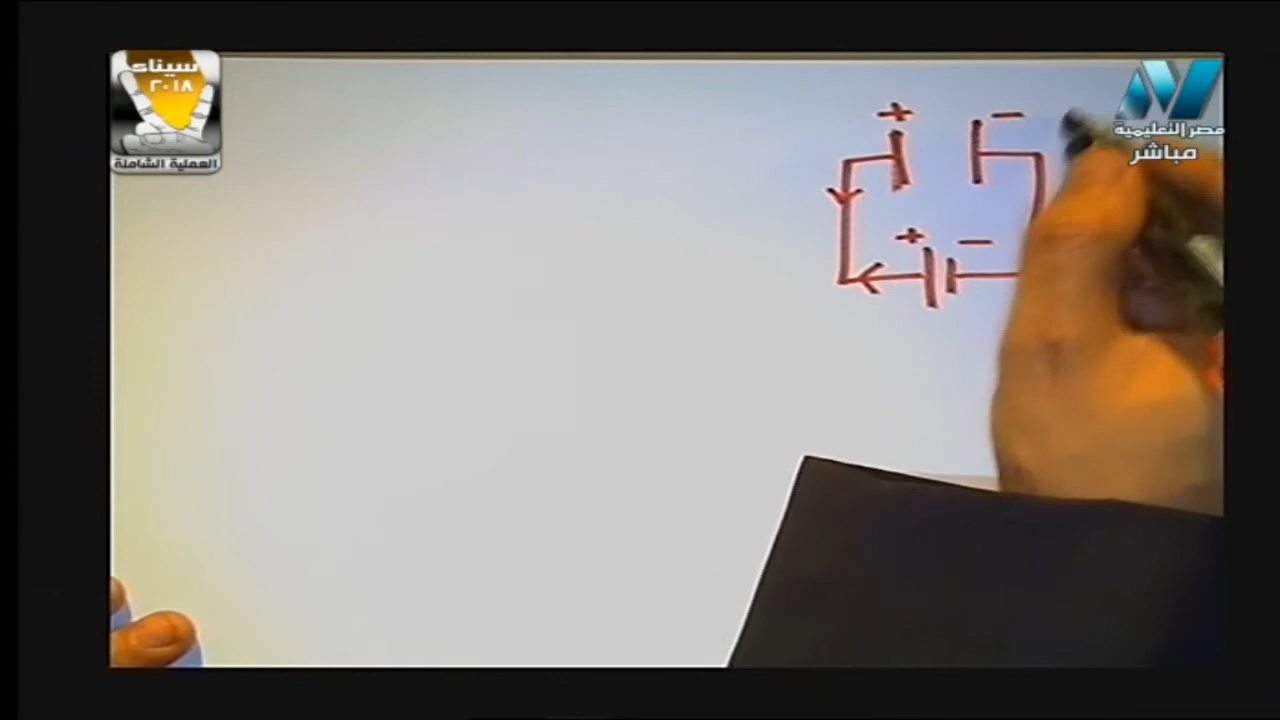 سيناء
٢٠١٨
العملية الشاملة
مصر التعليمية
مباشر
+ −
+ −